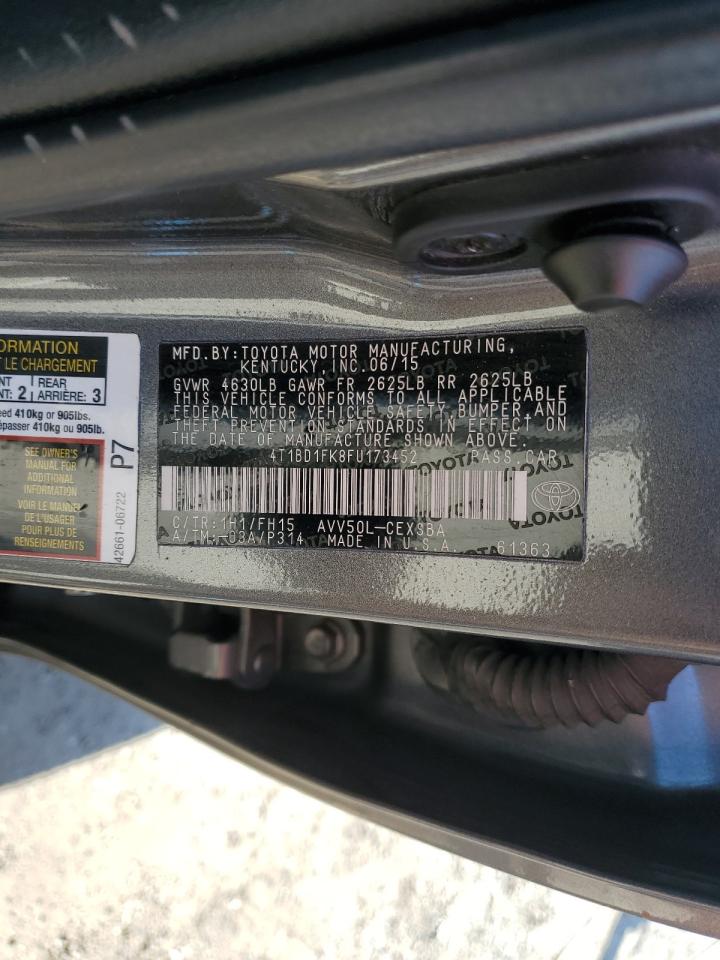 ORMATION
T LE CHARGEMENT
NT 2 REAR 3
NT: ARRIÈRE:
eed 410kg or 905lbs.
épasser 410kg ou 905lb.
SEE OWNER'S
MANUAL FOR
ADDITIONAL
INFORMATION
VOIR LE MANUEL
DE L'USAGER
POUR PLUS DE
RENSEIGNEMENTS
42661-06722
P7
MFD.BY:TOYOTA MOTOR MANUFACTURING,
KENTUCKY, INC.06/15
GVWR 4630LB GAWR FR 2625LB RR 2625LB
THIS VEHICLE CONFORMS TO ALL APPLICABLE
FEDERAL MOTOR VEHICLE SAFETY, BUMPER, AND
THEFT PREVENTION STANDARDS IN EFFECT ON
THE DATE OF MANUFACTURE SHOWN ABOVE.
4T1BD1FK8FU173452 PASS CAR
C/TR:1H1/FH15 AVV50L-CEXSBA
A/TM:-03A/P314 MADE IN U.S.A. 61363